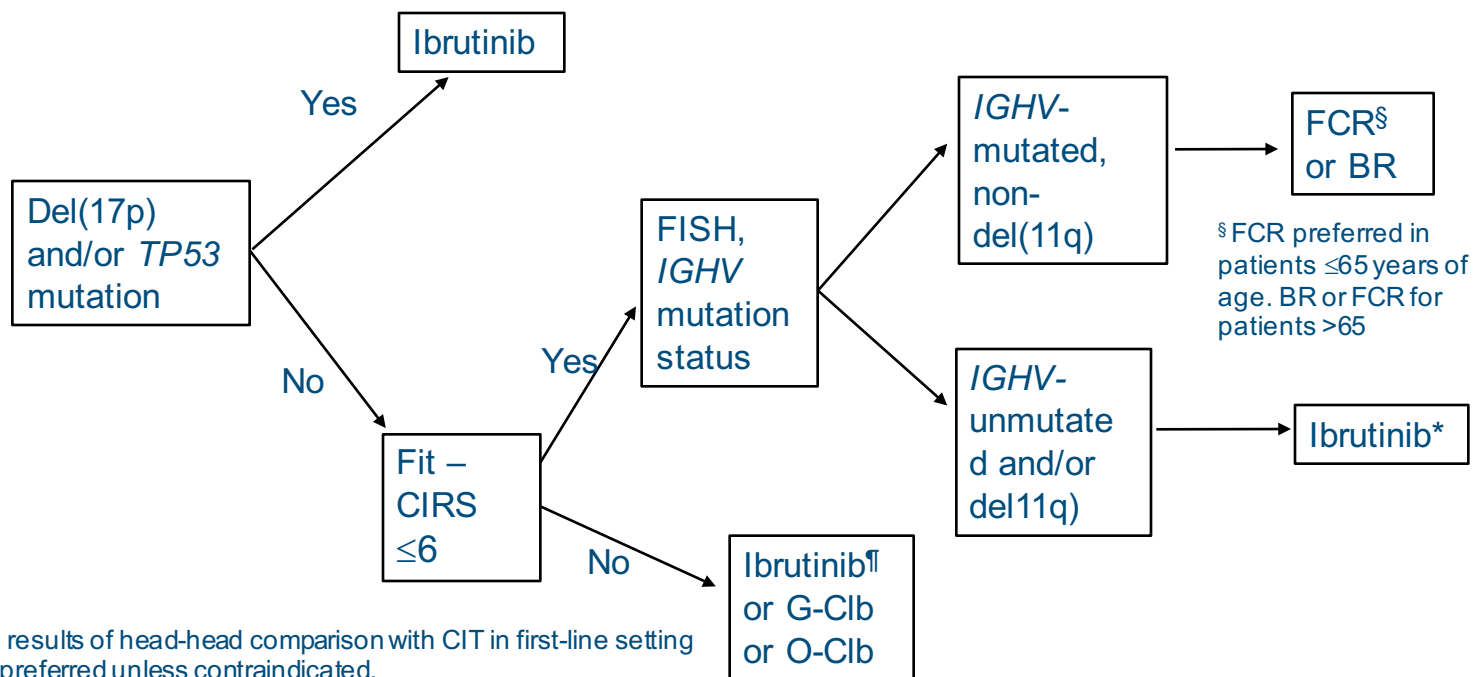 Ibrutinib
Yes
Del(17p)
and/or TP53
mutation
No
Fit –
CIRS
≤6
Yes
No
FISH,
IGHV
mutation
status
IGHV-
mutated,
non-
del(11q)
FCR§
or BR
§ FCR preferred in
patients ≤65 years of
age. BR or FCR for
patients >65
IGHV-
unmutate
d and/or
del11q)
Ibrutinib*
Ibrutinib¶
or G-Clb
or O-Clb
results of head-head comparison with CIT in first-line setting
preferred unless contraindicated.